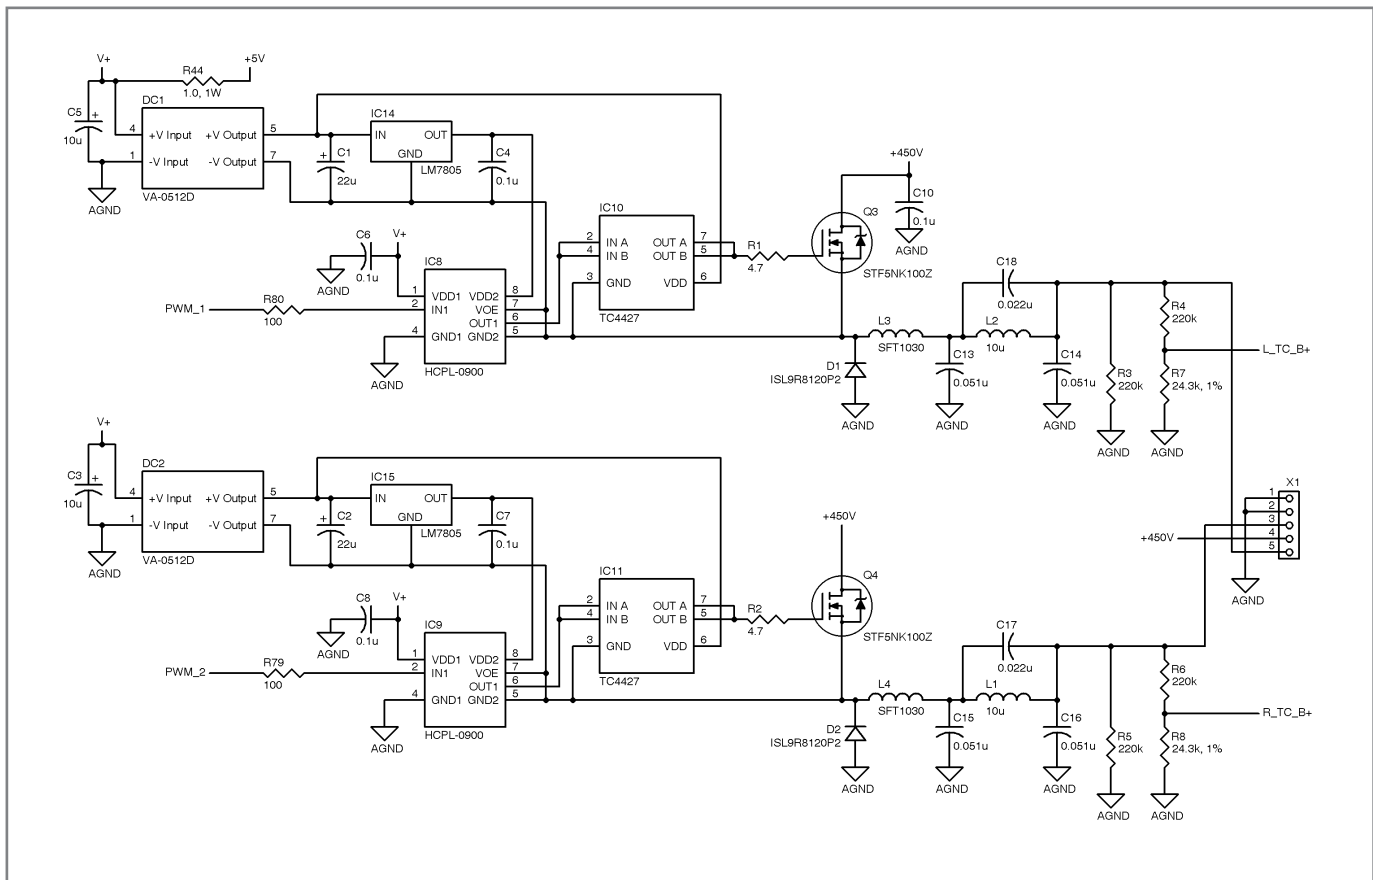 V+
R44
1.0, 1W
+5V
C5
+
10u
DC1
4
+V Input
+V Output
5
1
-V Input
-V Output
7
VA-0512D
AGND
IC14
IN
OUT
GND
LM7805
+
C1
22u
C4
0.1u
C6
0.1u
V+
AGND
IC8
1
VDD1
VDD2
8
2
IN1
VOE
7
OUT1
6
4
GND1
GND2
5
HCPL-0900
PWM_1
R80
100
AGND
IC10
2
IN A
OUT A
7
4
IN B
OUT B
5
3
GND
VDD
6
TC4427
R1
4.7
+450V
C10
0.1u
AGND
Q3
STF5NK100Z
D1
ISL9R8120P2
AGND
L3
SFT1030
C18
0.022u
L2
10u
C13
0.051u
AGND
C14
0.051u
AGND
R3
220k
AGND
R4
220k
L_TC_B+
R7
24.3k, 1%
AGND
V+
C3
+
10u
DC2
4
+V Input
+V Output
5
1
-V Input
-V Output
7
VA-0512D
AGND
IC15
IN
OUT
GND
LM7805
+
C2
22u
C7
0.1u
C8
0.1u
V+
AGND
IC9
1
VDD1
VDD2
8
2
IN1
VOE
7
OUT1
6
4
GND1
GND2
5
HCPL-0900
PWM_2
R79
100
AGND
IC11
2
IN A
OUT A
7
4
IN B
OUT B
5
3
GND
VDD
6
TC4427
R2
4.7
+450V
Q4
STF5NK100Z
D2
ISL9R8120P2
AGND
L4
SFT1030
C17
0.022u
L1
10u
C15
0.051u
AGND
C16
0.051u
AGND
R5
220k
AGND
R6
220k
R_TC_B+
R8
24.3k, 1%
AGND
X1
1
2
3
4
5
+450V
AGND